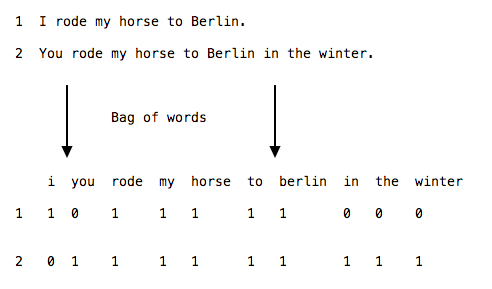 1 I rode my horse to Berlin.
2 You rode my horse to Berlin in the winter.
Bag of words
i you rode my horse to berlin in the winter
1 1 0 1 1 1 1 1 0 0 0
2 0 1 1 1 1 1 1 1 1 1